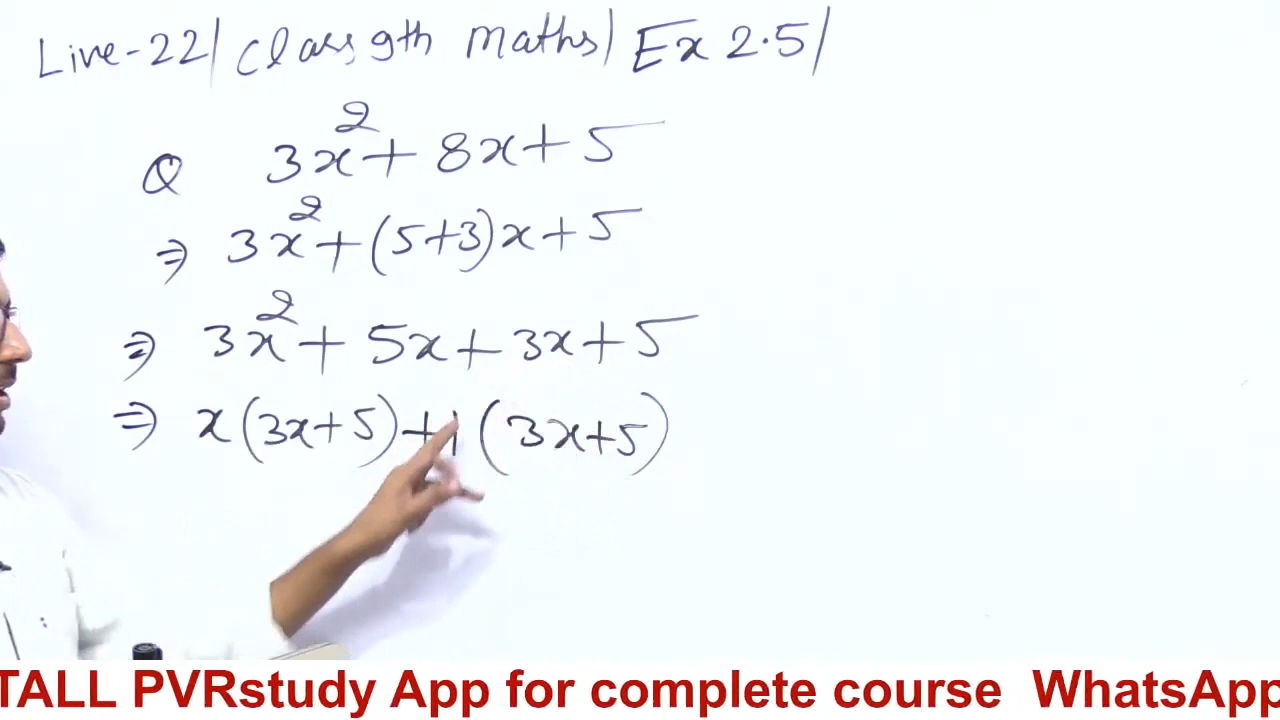 Live-22| Class 9th maths| Ex 2.5|
Q 3x² + 8x + 5
⇒ 3x² + (5+3)x + 5
⇒ 3x² + 5x + 3x + 5
⇒ x(3x+5)+1(3x+5)
TALL PVRstudy App for complete course WhatsApp